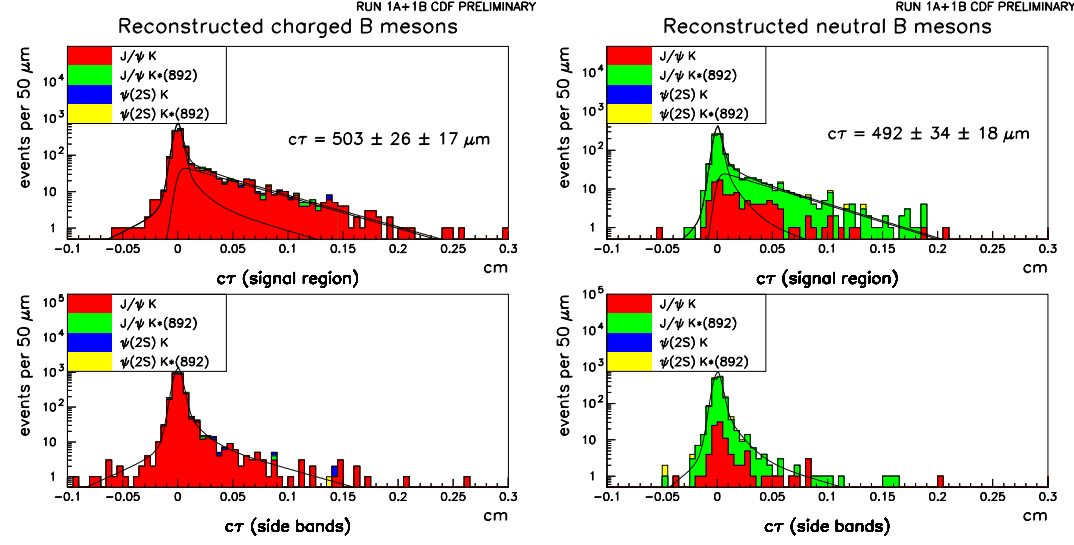 RUN 1A+1B CDF PRELIMINARY
Reconstructed charged B mesons
events per 50 μm
10^4
10^3
10^2
10
1
J/ψ K
J/ψ K*(892)
ψ(2S) K
ψ(2S) K*(892)
cτ = 503 ± 26 ± 17 μm
-0.1 -0.05 0 0.05 0.1 0.15 0.2 0.25 0.3
cm
cτ (signal region)
RUN 1A+1B CDF PRELIMINARY
Reconstructed neutral B mesons
events per 50 μm
10^4
10^3
10^2
10
1
J/ψ K
J/ψ K*(892)
ψ(2S) K
ψ(2S) K*(892)
cτ = 492 ± 34 ± 18 μm
-0.1 -0.05 0 0.05 0.1 0.15 0.2 0.25 0.3
cm
cτ (signal region)
events per 50 μm
10^5
10^4
10^3
10^2
10
1
J/ψ K
J/ψ K*(892)
ψ(2S) K
ψ(2S) K*(892)
-0.1 -0.05 0 0.05 0.1 0.15 0.2 0.25 0.3
cm
cτ (side bands)
events per 50 μm
10^5
10^4
10^3
10^2
10
1
J/ψ K
J/ψ K*(892)
ψ(2S) K
ψ(2S) K*(892)
-0.1 -0.05 0 0.05 0.1 0.15 0.2 0.25 0.3
cm
cτ (side bands)